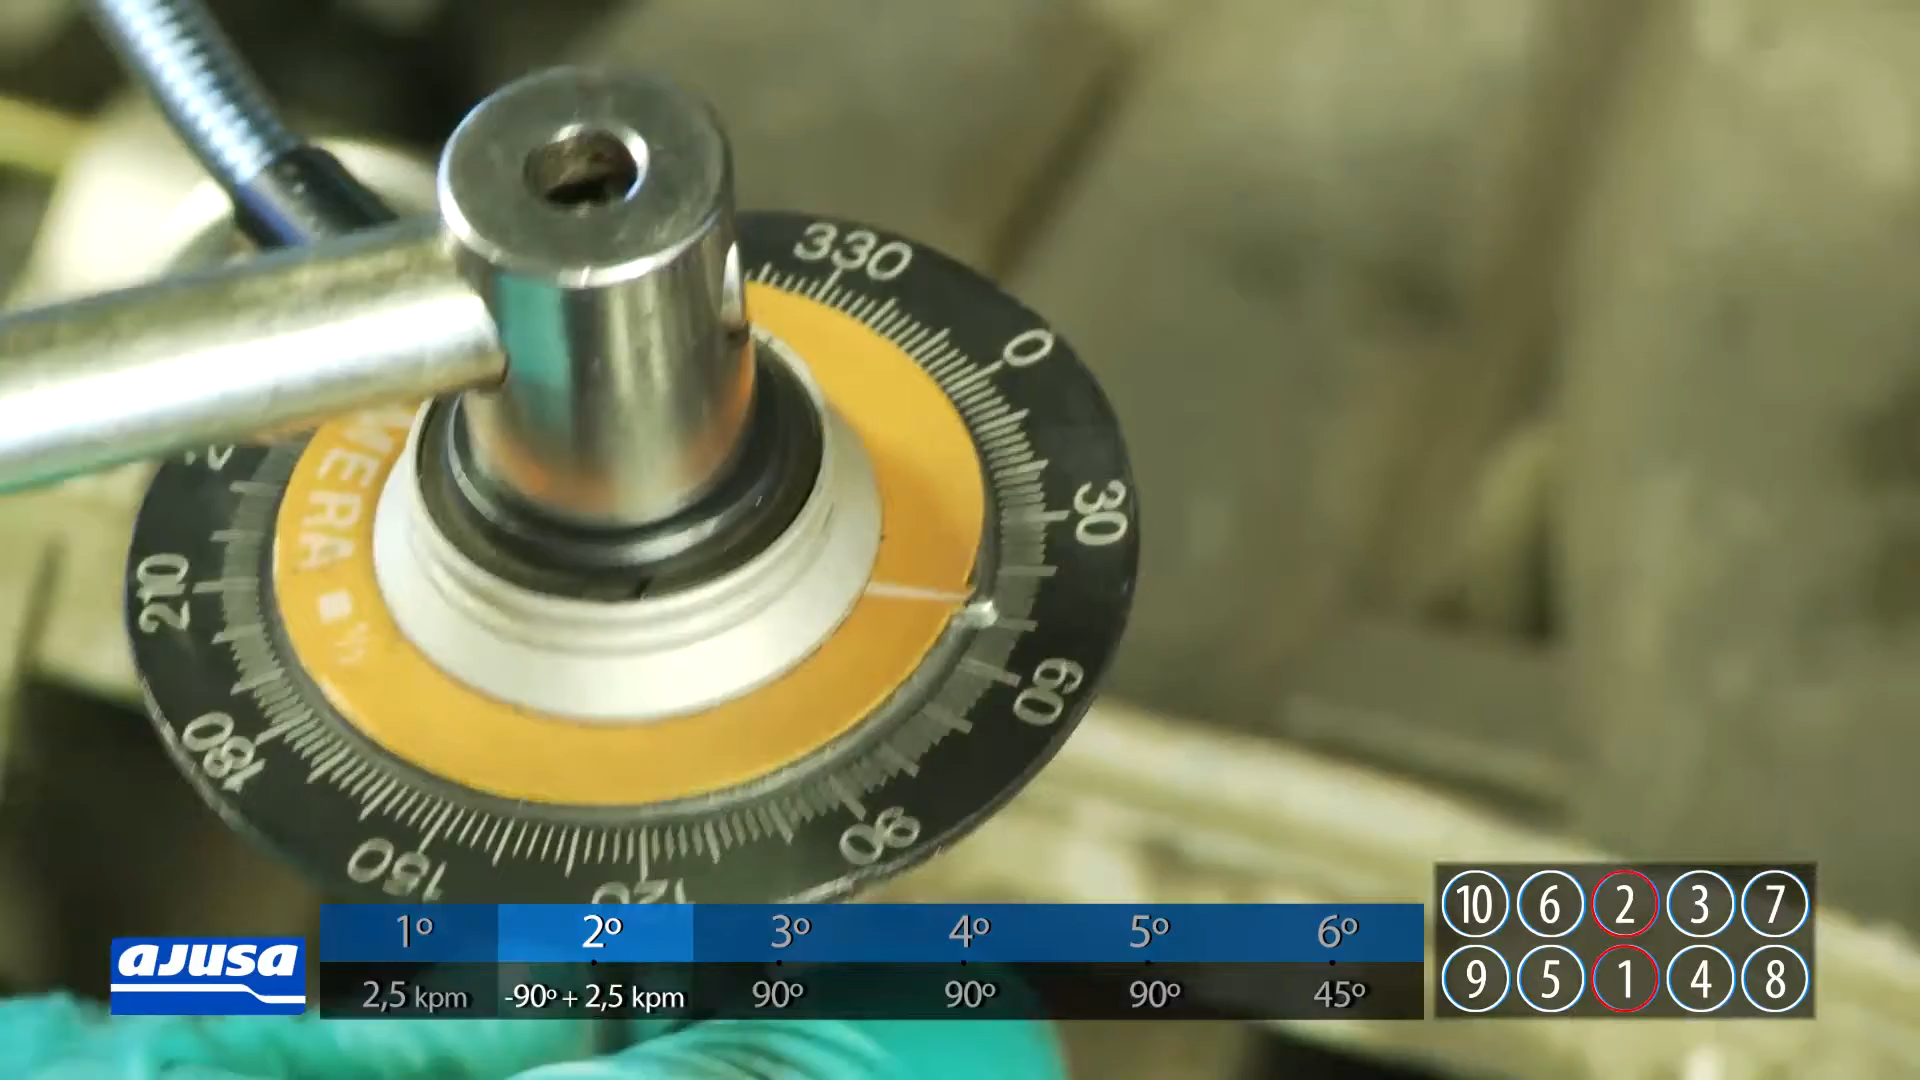 330
0
30
60
90
120
150
180
210
WERA
ajusa
1º 2º 3º 4º 5º 6º
2,5 kpm -90º + 2,5 kpm 90º 90º 90º 45º
10 6 2 3 7
9 5 1 4 8